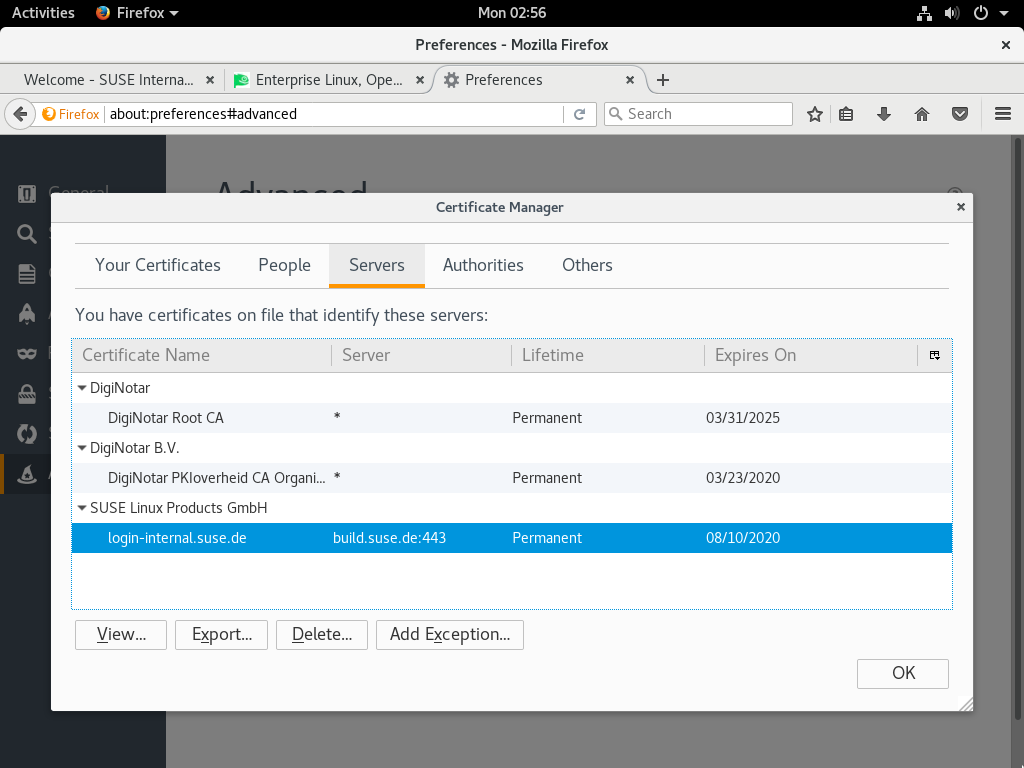 Activities Firefox Mon 02:56
Preferences - Mozilla Firefox
Welcome - SUSE Interna... Enterprise Linux, Ope... Preferences
Firefox about:preferences#advanced Search
General
Advanced
Certificate Manager
Your Certificates People Servers Authorities Others
You have certificates on file that identify these servers:
Certificate Name Server Lifetime Expires On
DigiNotar
DigiNotar Root CA * Permanent 03/31/2025
DigiNotar B.V.
DigiNotar PKIoverheid CA Organi... * Permanent 03/23/2020
SUSE Linux Products GmbH
login-internal.suse.de build.suse.de:443 Permanent 08/10/2020
View... Export... Delete... Add Exception...
OK